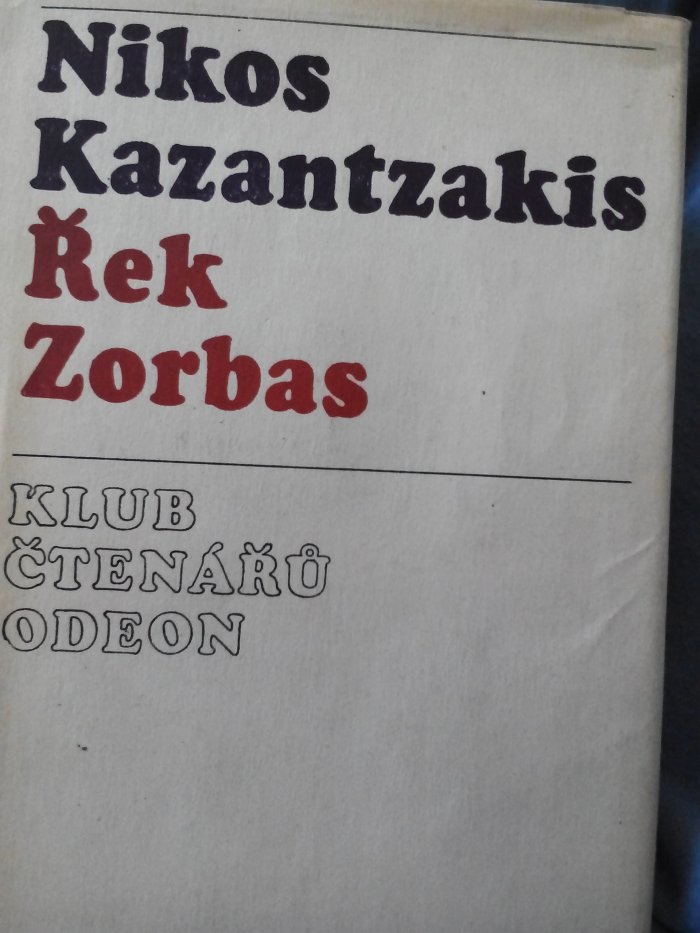 Nikos
Kazantzakis
Řek
Zorbas
KLUB
ČTENÁŘŮ
ODEON